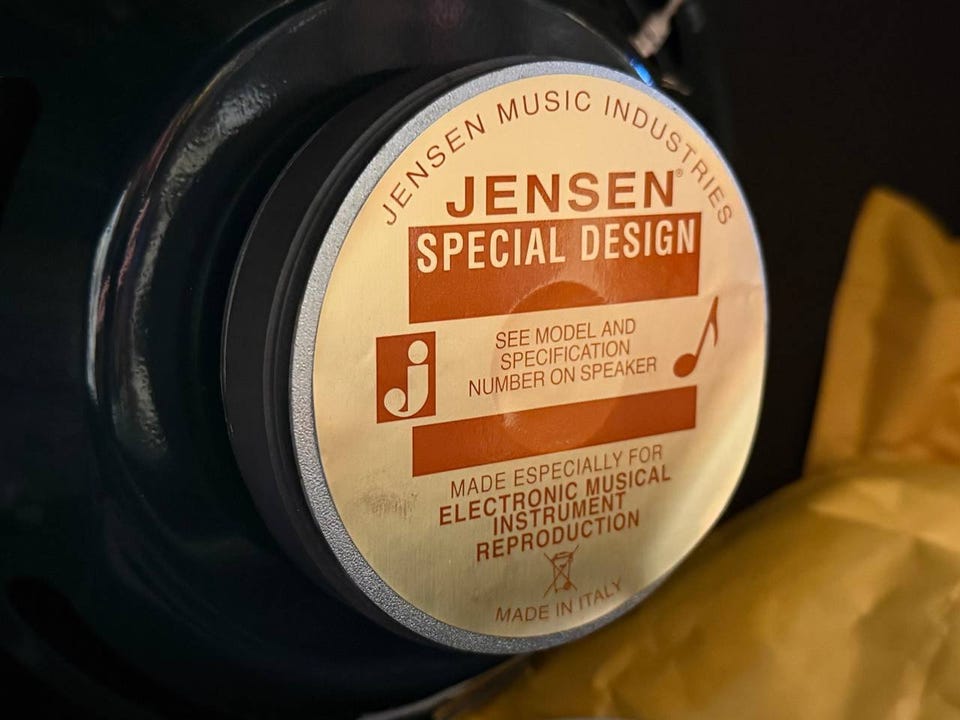 JENSEN MUSIC INDUSTRIES
JENSEN®
SPECIAL DESIGN
j
SEE MODEL AND
SPECIFICATION
NUMBER ON SPEAKER
MADE ESPECIALLY FOR
ELECTRONIC MUSICAL
INSTRUMENT
REPRODUCTION
MADE IN ITALY